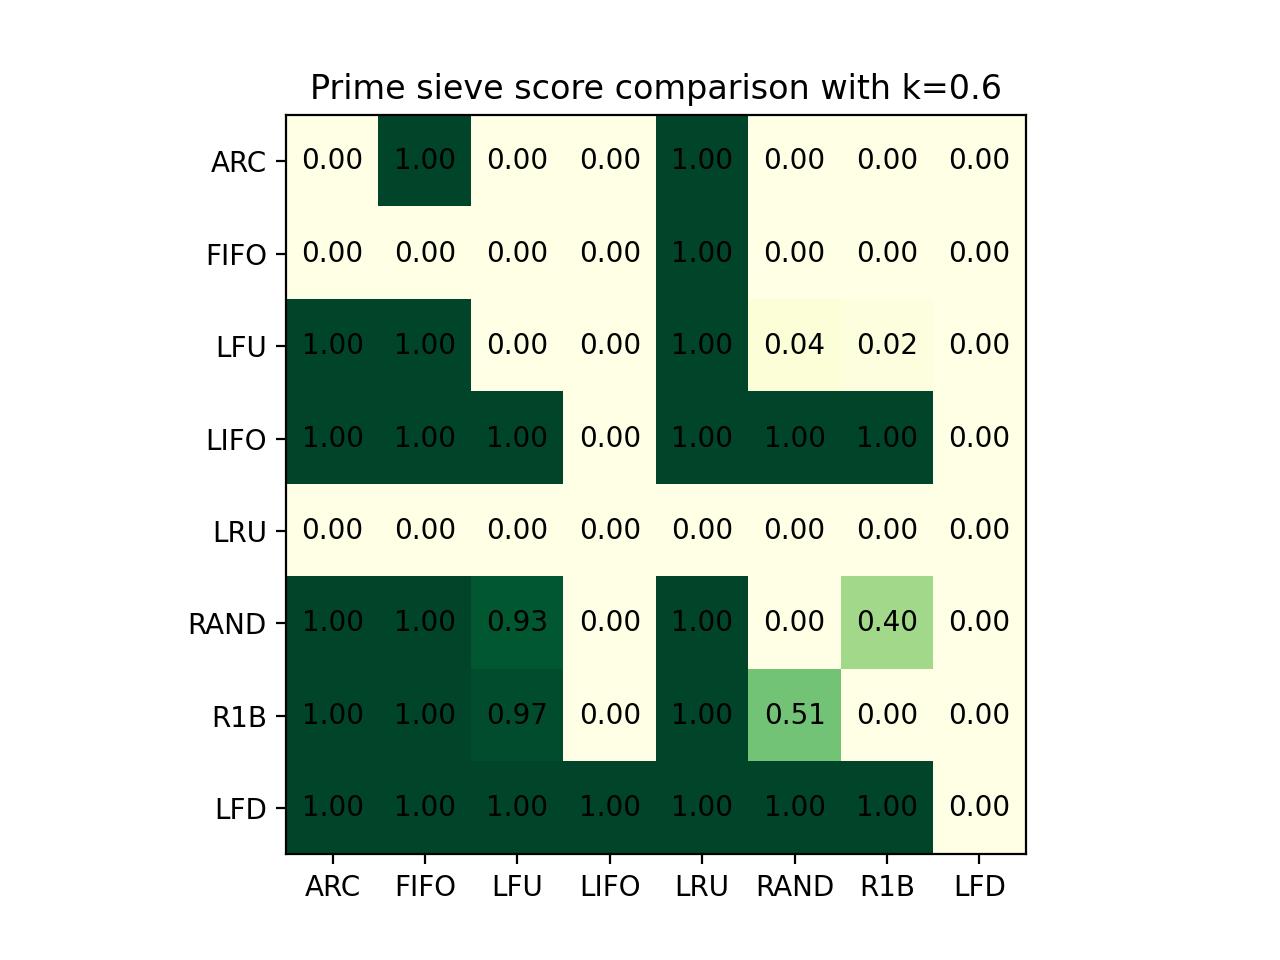 Prime sieve score comparison with k=0.6
ARC 0.00 1.00 0.00 0.00 1.00 0.00 0.00 0.00
FIFO 0.00 0.00 0.00 0.00 1.00 0.00 0.00 0.00
LFU 1.00 1.00 0.00 0.00 1.00 0.04 0.02 0.00
LIFO 1.00 1.00 1.00 0.00 1.00 1.00 1.00 0.00
LRU 0.00 0.00 0.00 0.00 0.00 0.00 0.00 0.00
RAND 1.00 1.00 0.93 0.00 1.00 0.00 0.40 0.00
R1B 1.00 1.00 0.97 0.00 1.00 0.51 0.00 0.00
LFD 1.00 1.00 1.00 1.00 1.00 1.00 1.00 0.00
ARC FIFO LFU LIFO LRU RAND R1B LFD